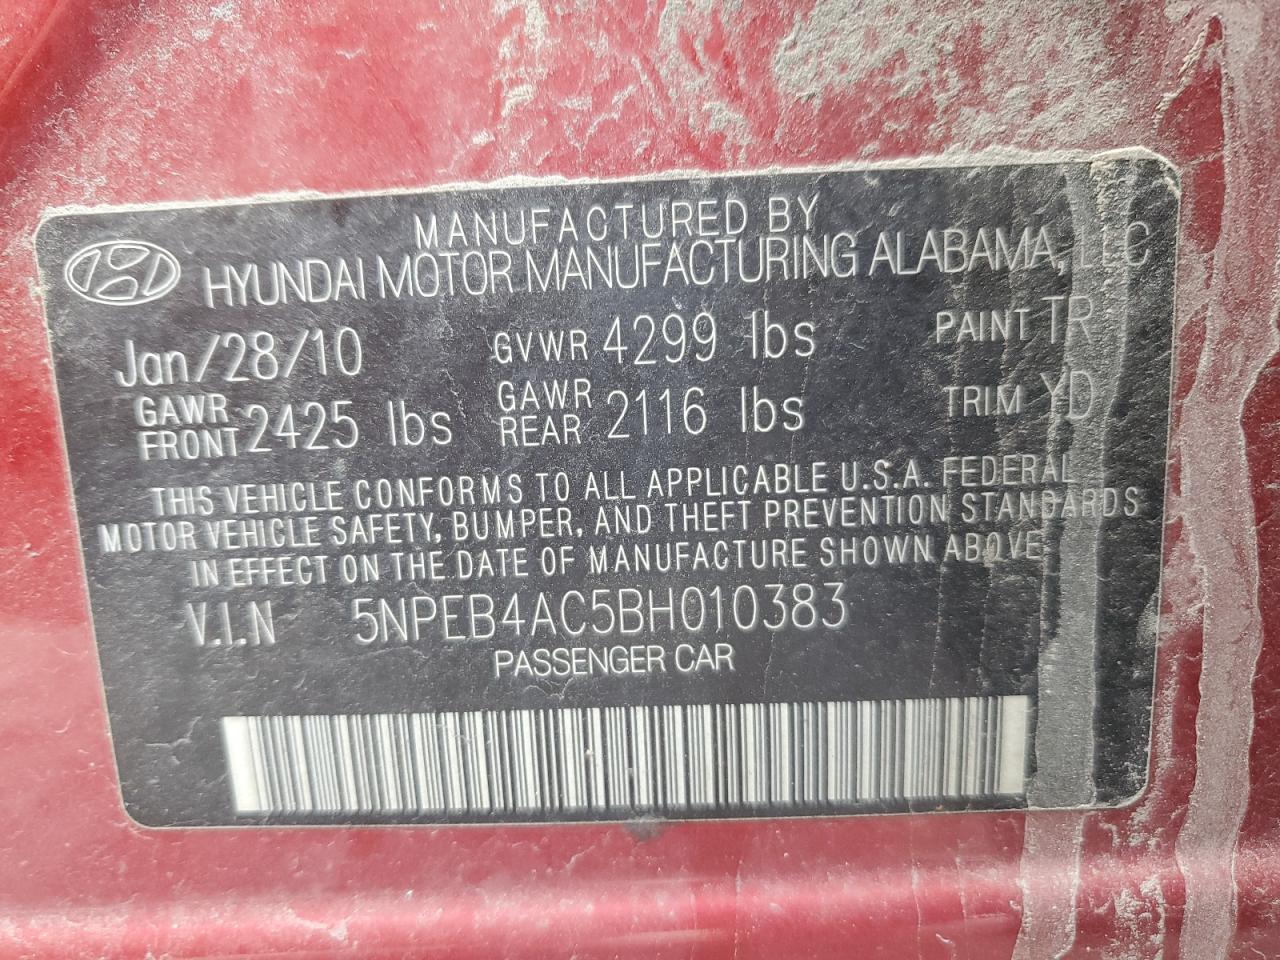 MANUFACTURED BY
HYUNDAI MOTOR MANUFACTURING ALABAMA, LLC
Jan/28/10 GVWR 4299 lbs PAINT TR
GAWR FRONT 2425 lbs GAWR REAR 2116 lbs TRIM YD
THIS VEHICLE CONFORMS TO ALL APPLICABLE U.S.A. FEDERAL
MOTOR VEHICLE SAFETY, BUMPER, AND THEFT PREVENTION STANDARDS
IN EFFECT ON THE DATE OF MANUFACTURE SHOWN ABOVE
V.I.N 5NPEB4AC5BH010383
PASSENGER CAR